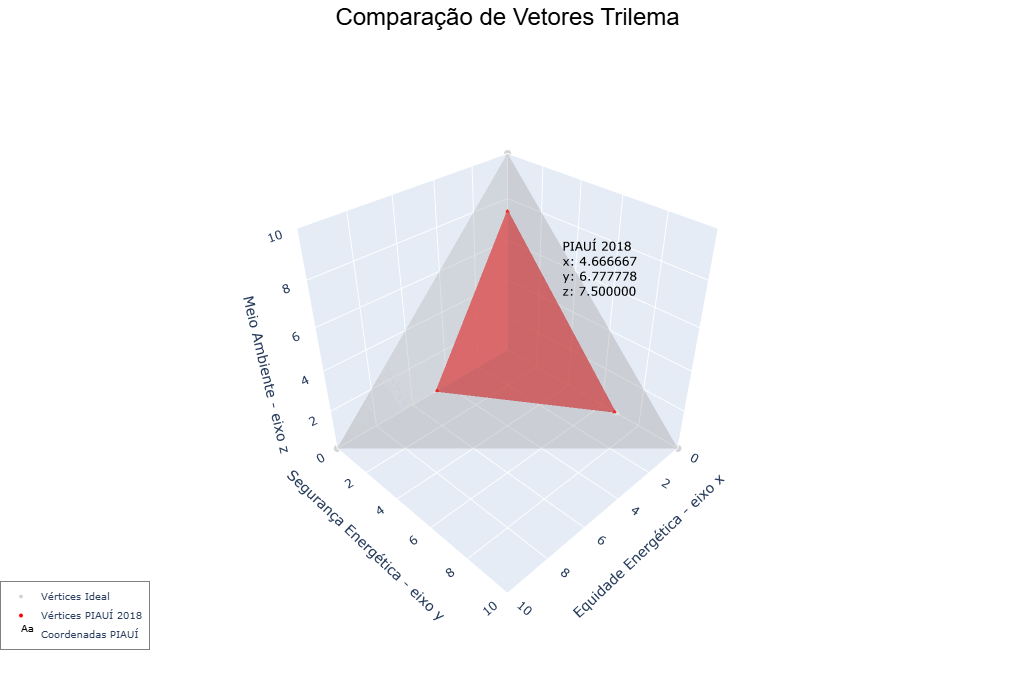 Comparação de Vetores Trilema
PIAUÍ 2018
x: 4.666667
y: 6.777778
z: 7.500000
10
8
6
4
2
Meio Ambiente - eixo z
0
2
4
6
8
10
Segurança Energética - eixo y
0
2
4
6
8
10
Equidade Energética - eixo x
Vértices Ideal
Vértices PIAUÍ 2018
Aa Coordenadas PIAUÍ